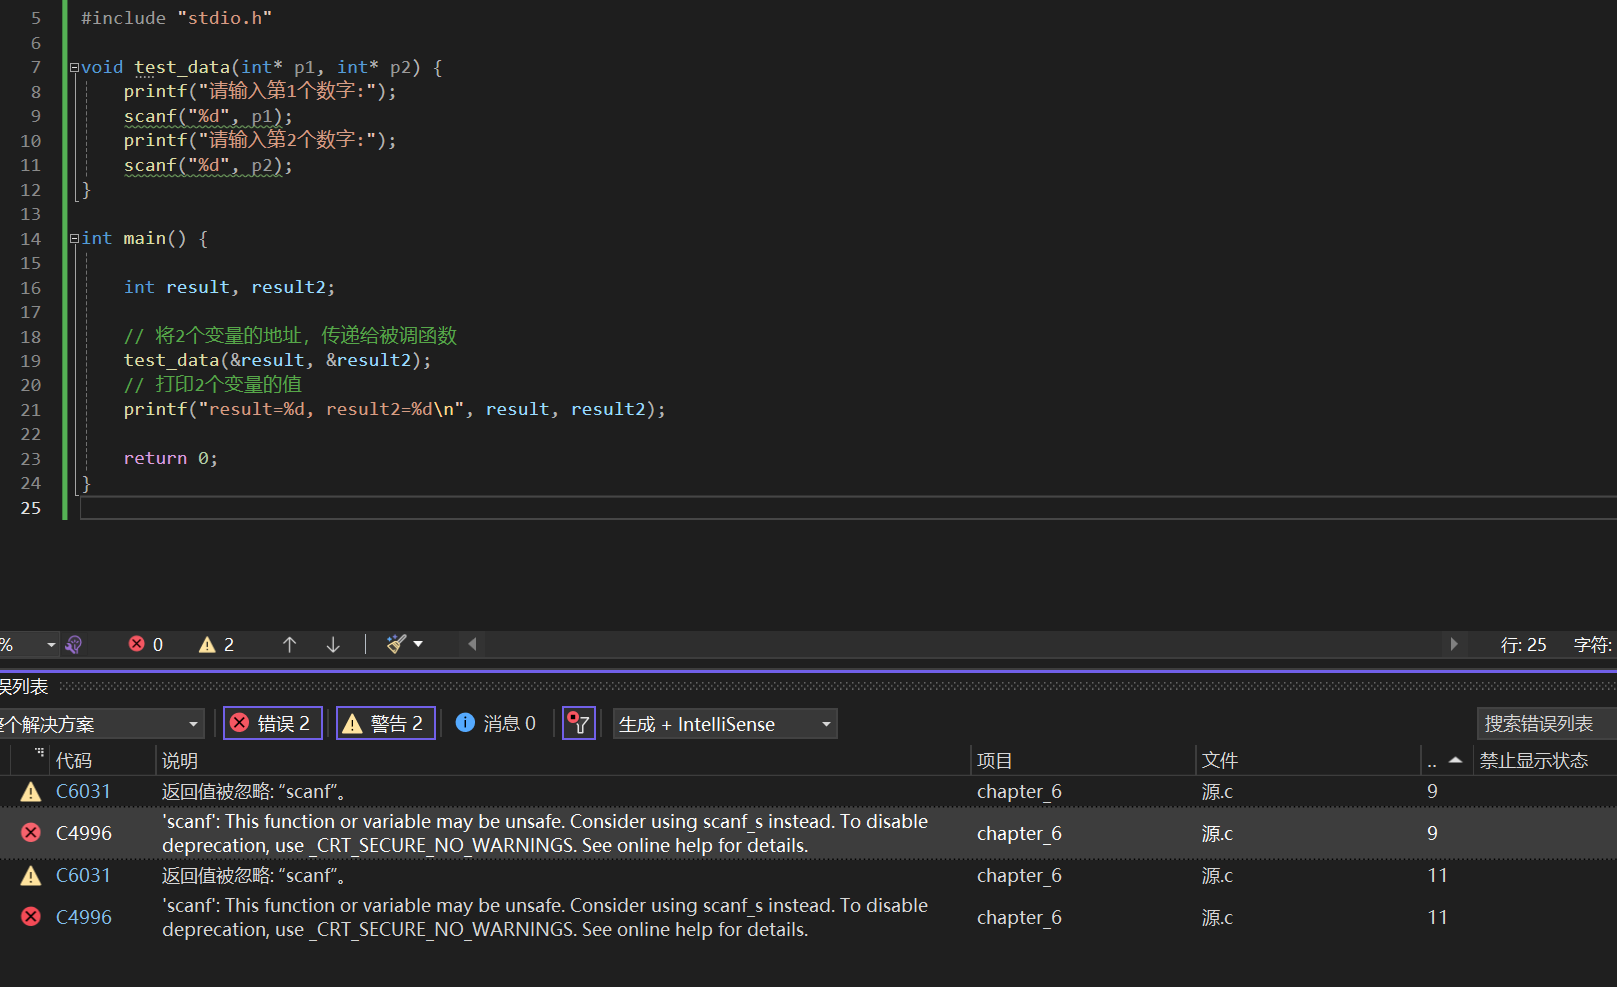 5 #include "stdio.h"
6
7 void test_data(int* p1, int* p2) {
8 printf("请输入第1个数字:");
9 scanf("%d", p1);
10 printf("请输入第2个数字:");
11 scanf("%d", p2);
12 }
13
14 int main() {
15
16 int result, result2;
17
18 // 将2个变量的地址，传递给被调函数
19 test_data(&result, &result2);
20 // 打印2个变量的值
21 printf("result=%d, result2=%d\n", result, result2);
22
23 return 0;
24 }
25
% 0 2 行: 25 字符:
误列表
个解决方案 错误 2 警告 2 消息 0 生成 + IntelliSense 搜索错误列表
代码 说明 项目 文件 .. 禁止显示状态
C6031 返回值被忽略: “scanf”。 chapter_6 源.c 9
C4996 'scanf': This function or variable may be unsafe. Consider using scanf_s instead. To disable chapter_6 源.c 9
deprecation, use _CRT_SECURE_NO_WARNINGS. See online help for details.
C6031 返回值被忽略: “scanf”。 chapter_6 源.c 11
C4996 'scanf': This function or variable may be unsafe. Consider using scanf_s instead. To disable chapter_6 源.c 11
deprecation, use _CRT_SECURE_NO_WARNINGS. See online help for details.